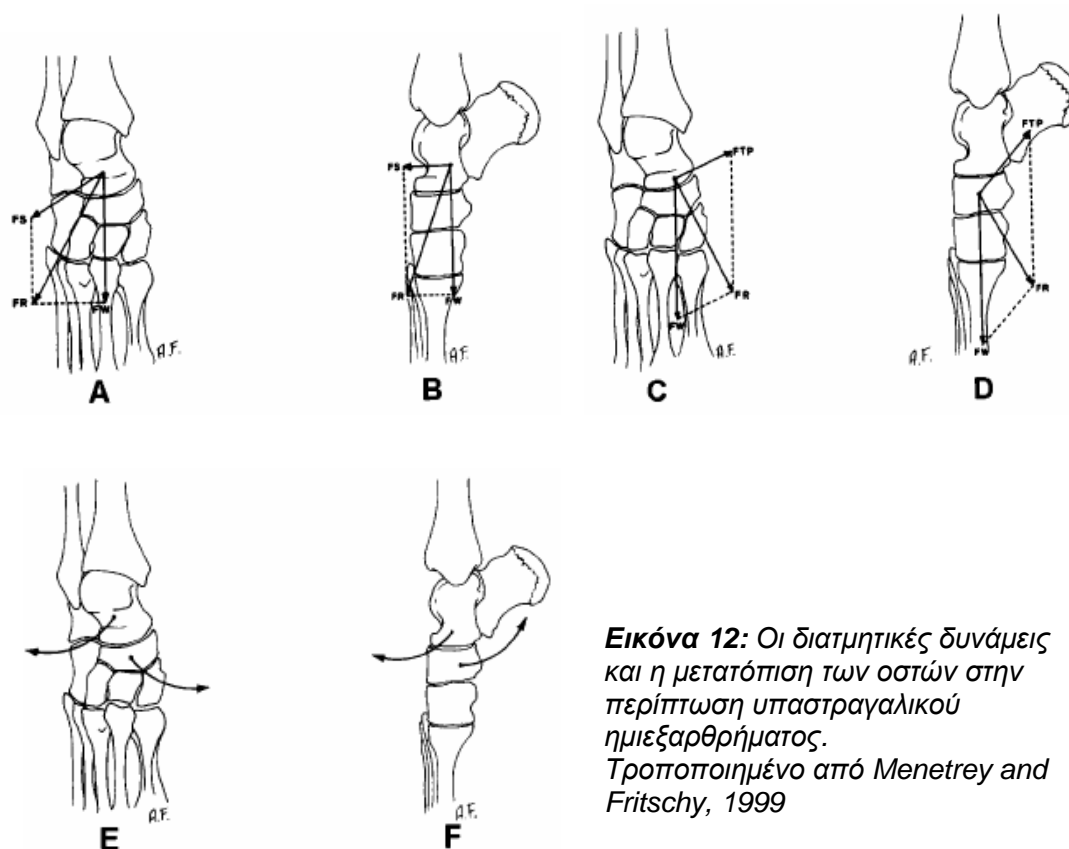 FS
FR
FW
A.F.
A
FS
FR
FW
B
FTP
FW
FR
A.F.
C
FTP
FR
FW
A.F.
D
A.F.
E
A.F.
F
Εικόνα 12: Οι διατμητικές δυνάμεις
και η μετατόπιση των οστών στην
περίπτωση υπαστραγαλικού
ημιεξαρθρήματος.
Τροποποιημένο από Menetrey and
Fritschy, 1999